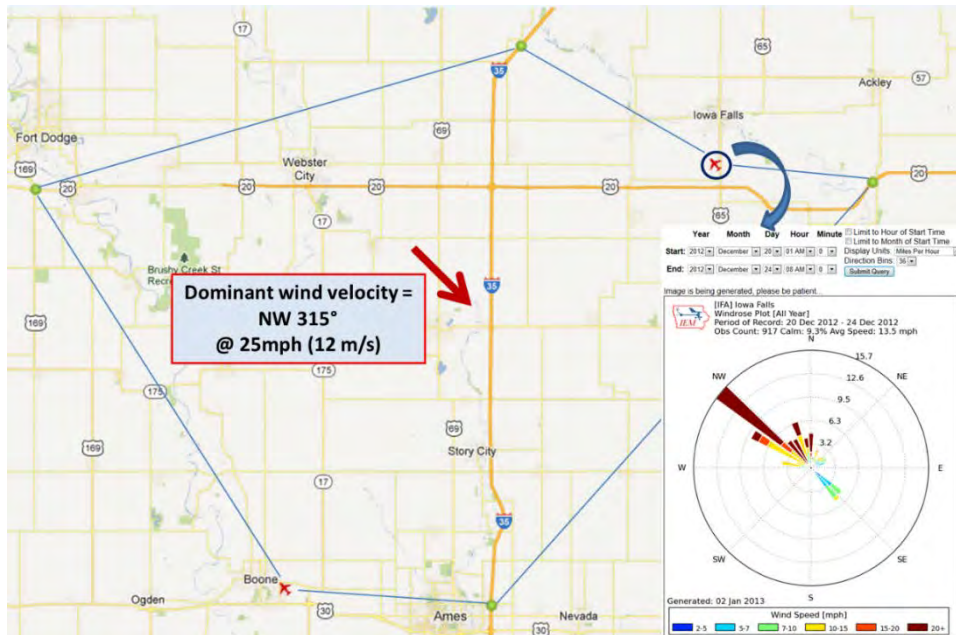 17
169
65
57
35
Ackley
Iowa Falls
69
Fort Dodge
169
20
Webster
City
20
20
20
20
20
17
65
Brushy Creek St
Dominant wind velocity =
NW 315°
@ 25mph (12 m/s)
35
169
175
175
169
69
Story City
17
35
Boone
Ogden
30
Ames
30
Nevada
Year Month Day Hour Minute
Limit to Hour of Start Time
Limit to Month of Start Time
Start: 2012 December 20 01 AM 0
Display Units: Miles Per Hour
Direction Bins: 36
End: 2012 December 24 08 AM 0
Submit Query
Image is being generated, please be patient...
IEM
[IFA] Iowa Falls
Windrose Plot [All Year]
Period of Record: 20 Dec 2012 - 24 Dec 2012
Obs Count: 917 Calm: 9.3% Avg Speed: 13.5 mph
N
15.7
NW
12.6
NE
9.5
6.3
3.2
W
E
SW
SE
S
Generated: 02 Jan 2013
Wind Speed [mph]
2-5 5-7 7-10 10-15 15-20 20+